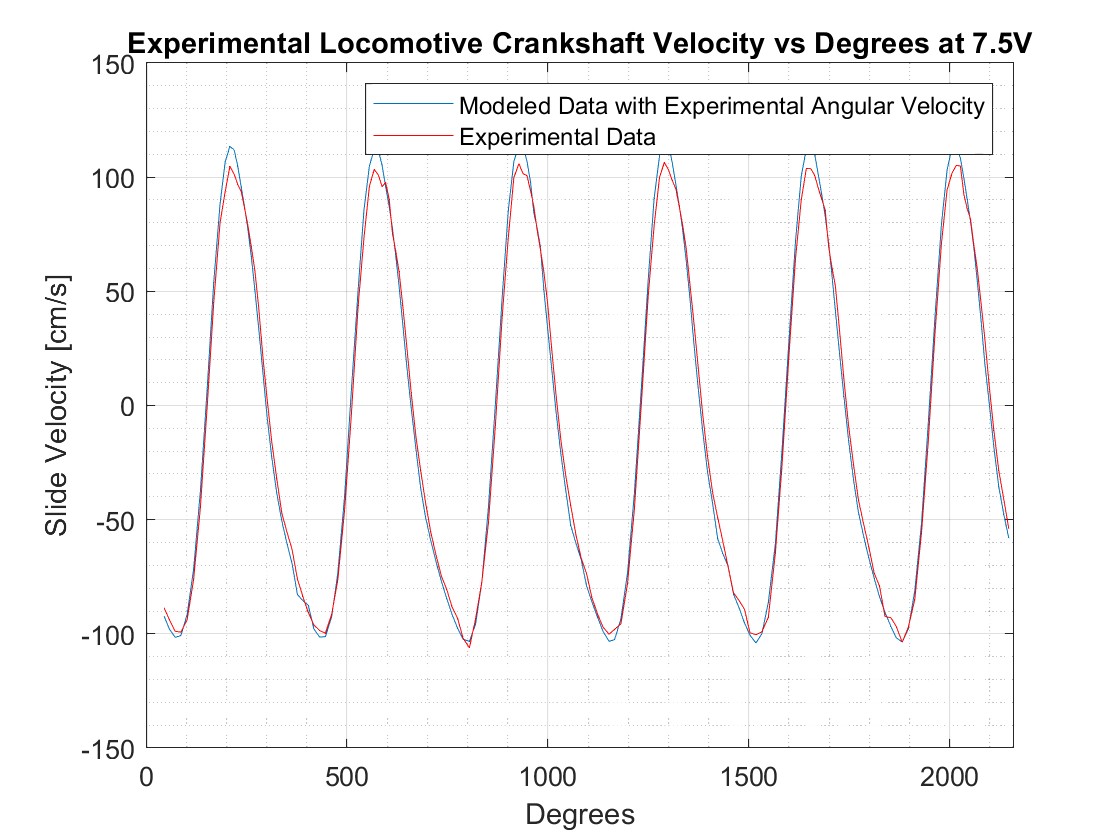 Experimental Locomotive Crankshaft Velocity vs Degrees at 7.5V
150
Modeled Data with Experimental Angular Velocity
Experimental Data
100
50
0
-50
-100
-150
Slide Velocity [cm/s]
0 500 1000 1500 2000
Degrees